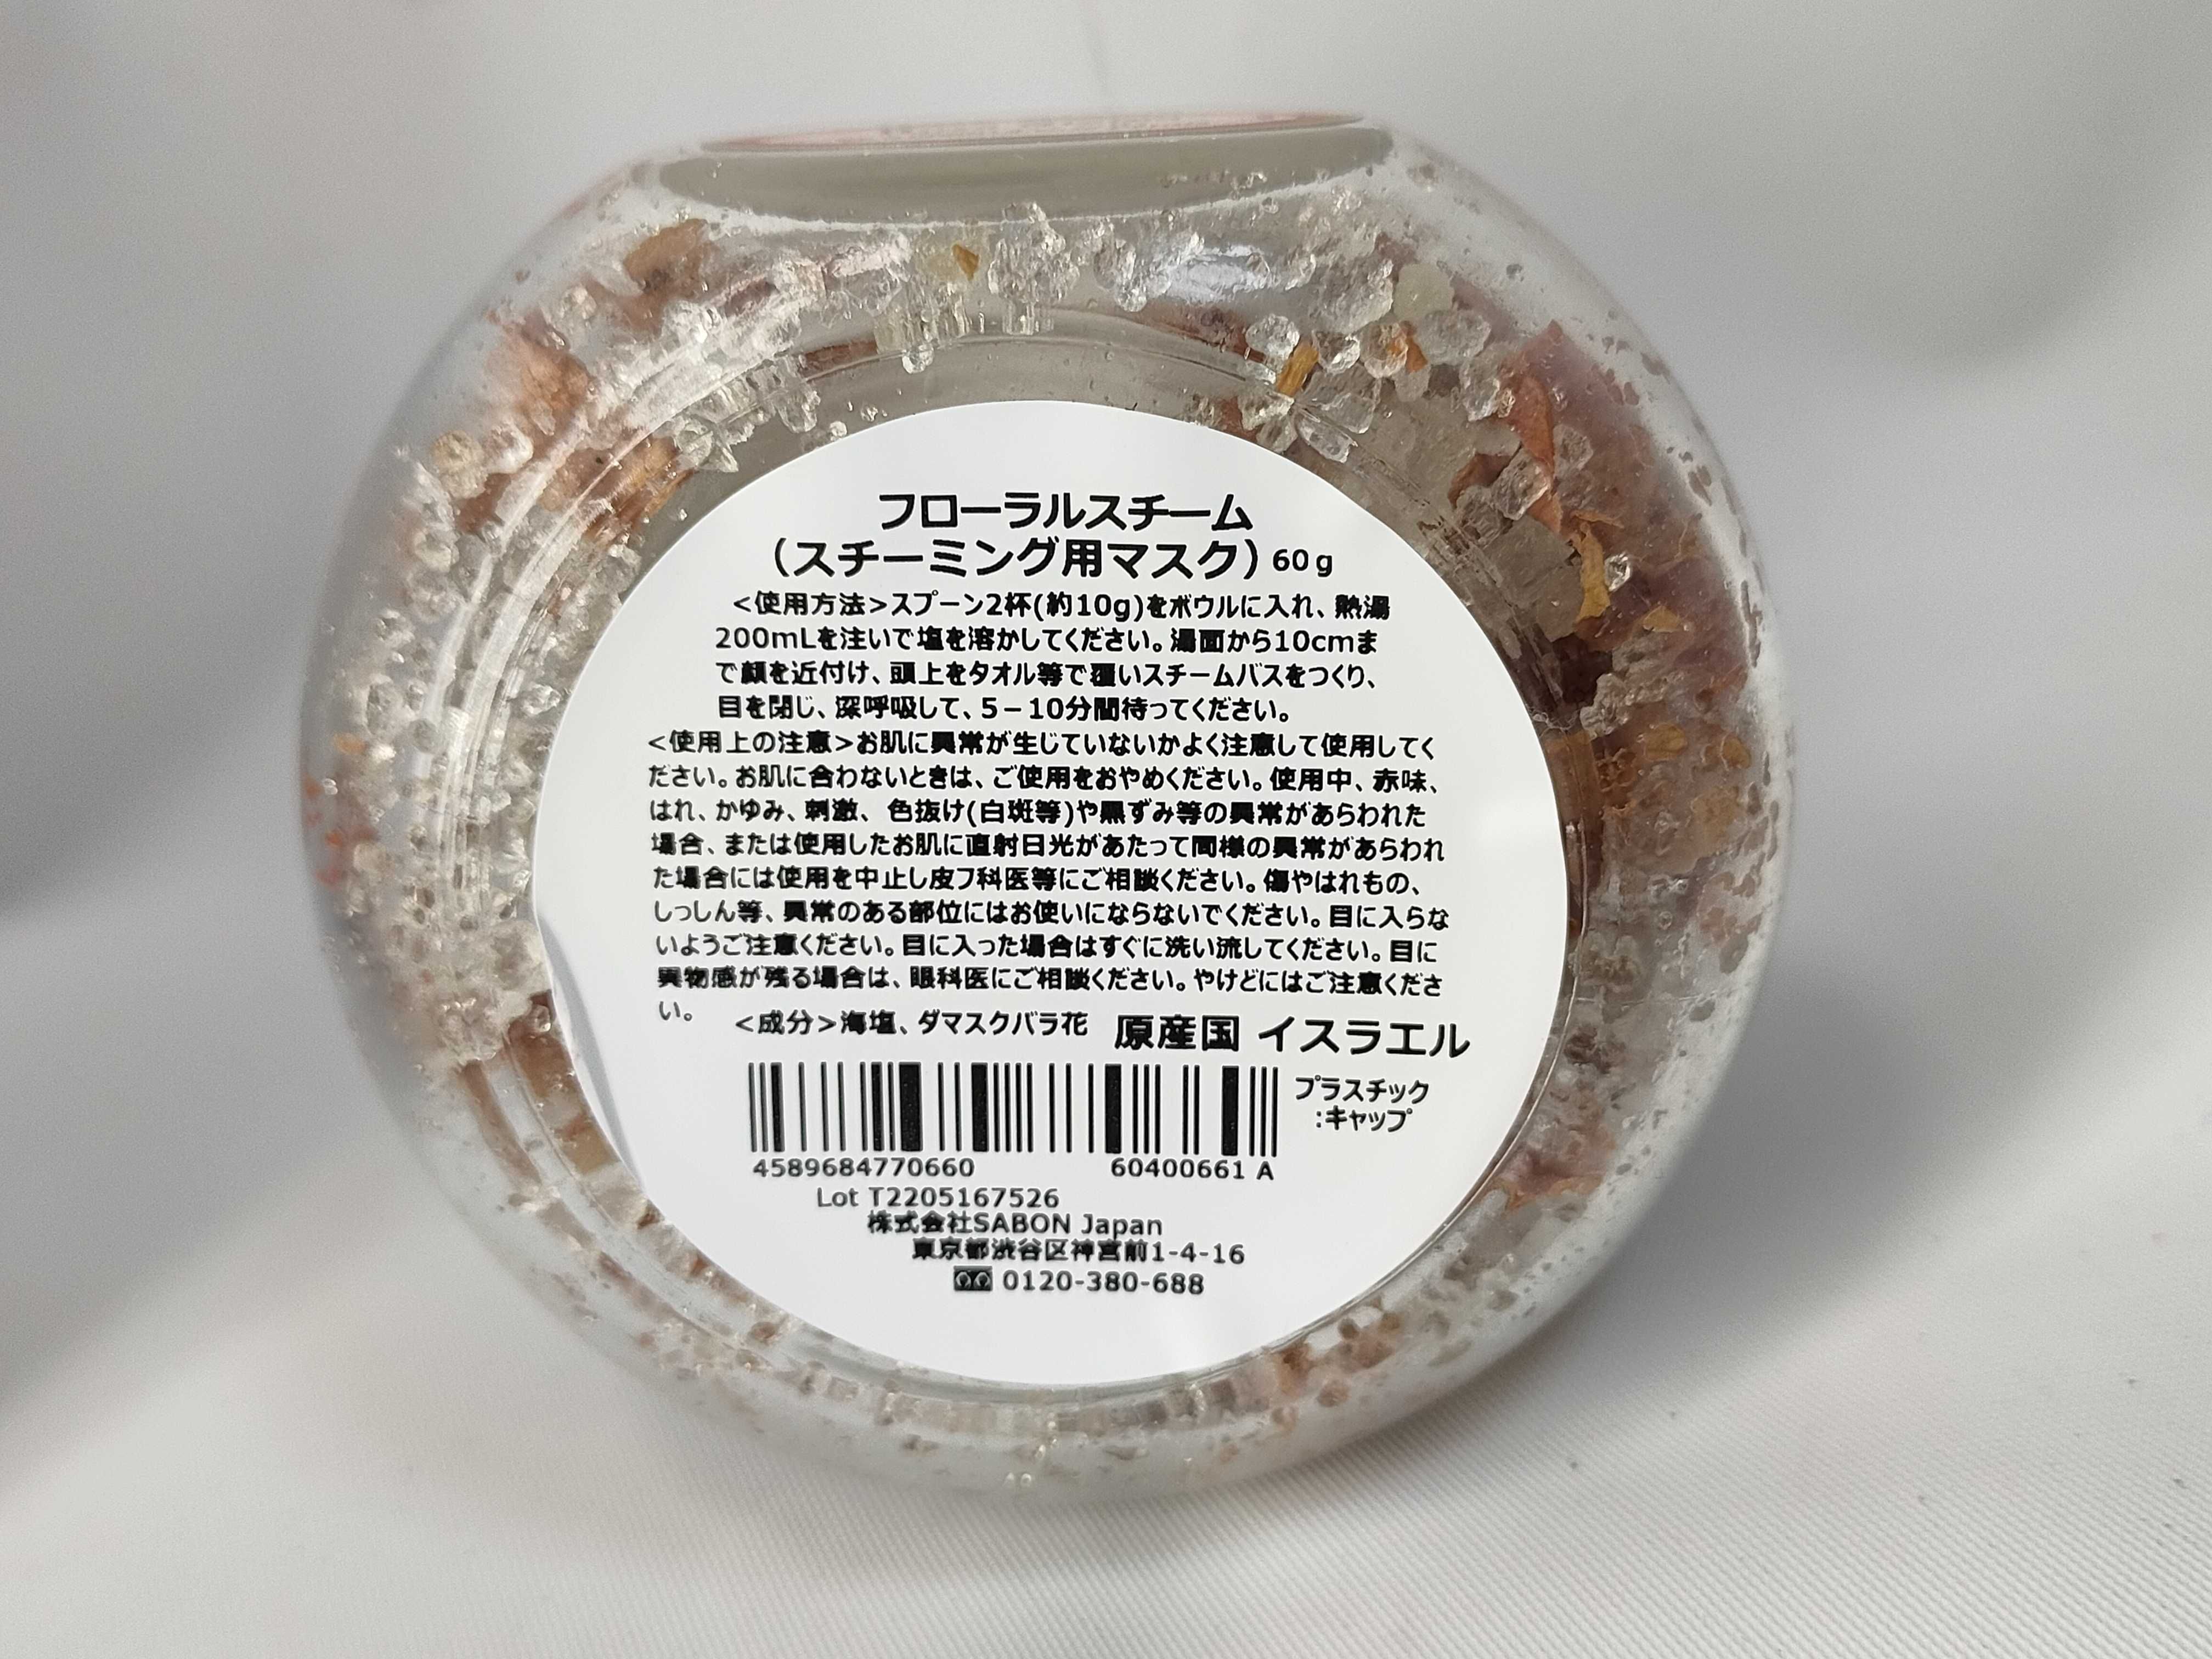 フローラルスチーム
(スチーミング用マスク) 60g
<使用方法>スプーン2杯(約10g)をボウルに入れ、熱湯
200mLを注いで塩を溶かしてください。湯面から10cmま
で顔を近付け、頭上をタオル等で覆いスチームバスをつくり、
目を閉じ、深呼吸して、5−10分間待ってください。
<使用上の注意>お肌に異常が生じていないかよく注意して使用してく
ださい。お肌に合わないときは、ご使用をおやめください。使用中、赤味、
はれ、かゆみ、刺激、色抜け(白斑等)や黒ずみ等の異常があらわれた
場合、または使用したお肌に直射日光があたって同様の異常があらわれ
た場合には使用を中止し皮フ科医等にご相談ください。傷やはれもの、
しっしん等、異常のある部位にはお使いにならないでください。目に入らな
いようご注意ください。目に入った場合はすぐに洗い流してください。目に
異物感が残る場合は、眼科医にご相談ください。やけどにはご注意くださ
い。
<成分>海塩、ダマスクバラ花 原産国 イスラエル
プラスチック
:キャップ
4589684770660 60400661 A
Lot T2205167526
株式会社SABON Japan
東京都渋谷区神宮前1-4-16
0120-380-688